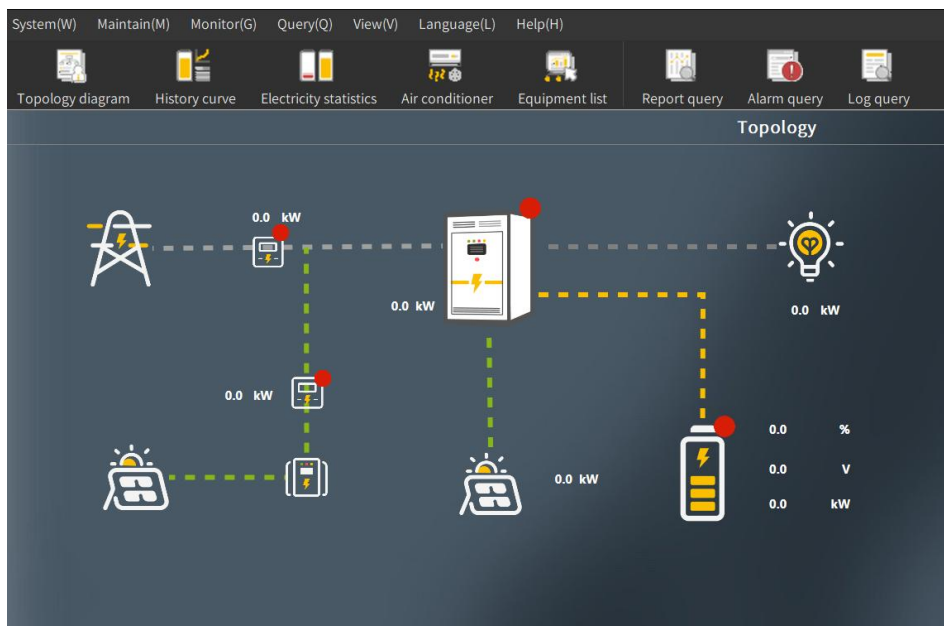 System(W) Maintain(M) Monitor(G) Query(Q) View(V) Language(L) Help(H)
Topology diagram History curve Electricity statistics Air conditioner Equipment list Report query Alarm query Log query
Topology
0.0 kW
0.0 kW
0.0 kW
0.0 kW
0.0 %
0.0 V
0.0 kW
0.0 kW